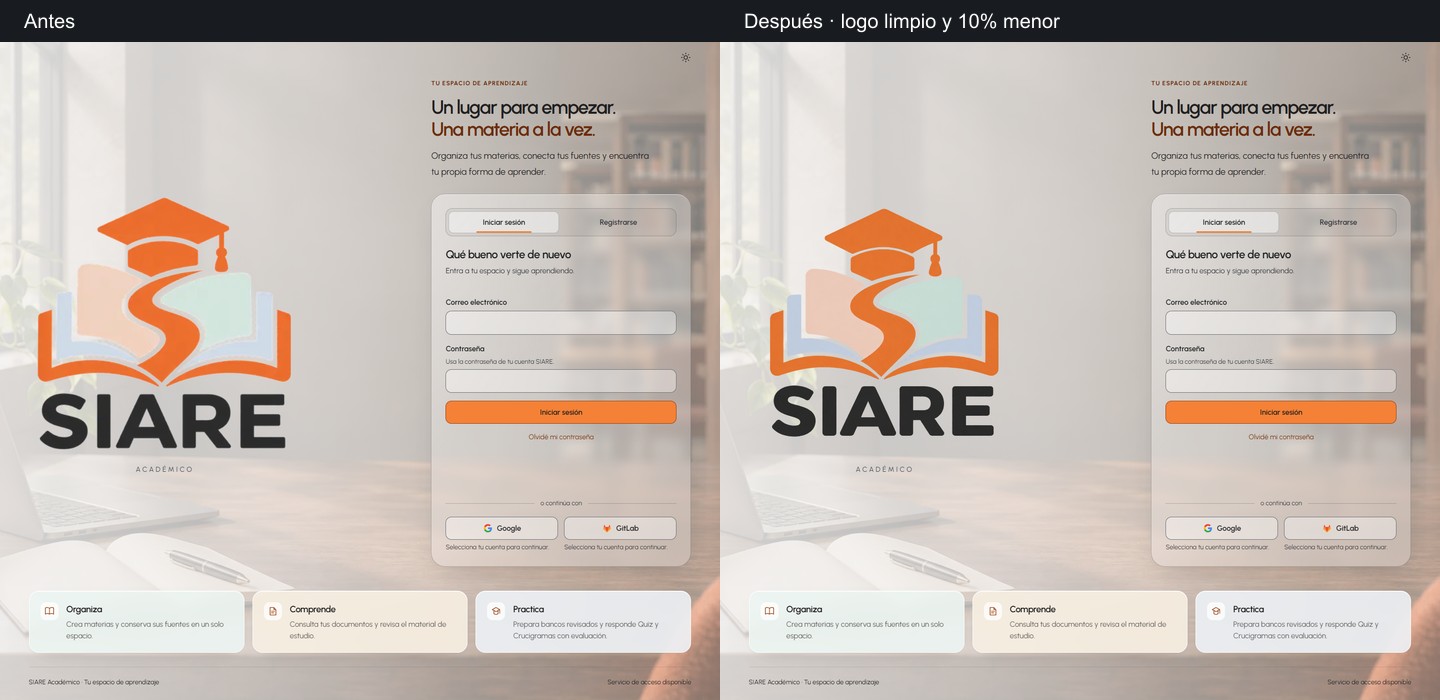 Antes
TU ESPACIO DE APRENDIZAJE
Un lugar para empezar.
Una materia a la vez.
Organiza tus materias, conecta tus fuentes y encuentra
tu propia forma de aprender.
SIARE
ACADÉMICO
Iniciar sesión
Registrarse
Qué bueno verte de nuevo
Entra a tu espacio y sigue aprendiendo.
Correo electrónico
Contraseña
Usa la contraseña de tu cuenta SIARE.
Iniciar sesión
Olvidé mi contraseña
o continúa con
Google
GitLab
Selecciona tu cuenta para continuar.
Selecciona tu cuenta para continuar.
Organiza
Crea materias y conserva sus fuentes en un solo
espacio.
Comprende
Consulta tus documentos y revisa el material de
estudio.
Practica
Prepara bancos revisados y responde Quiz y
Crucigramas con evaluación.
SIARE Académico · Tu espacio de aprendizaje
Servicio de acceso disponible
Después · logo limpio y 10% menor
TU ESPACIO DE APRENDIZAJE
Un lugar para empezar.
Una materia a la vez.
Organiza tus materias, conecta tus fuentes y encuentra
tu propia forma de aprender.
SIARE
ACADÉMICO
Iniciar sesión
Registrarse
Qué bueno verte de nuevo
Entra a tu espacio y sigue aprendiendo.
Correo electrónico
Contraseña
Usa la contraseña de tu cuenta SIARE.
Iniciar sesión
Olvidé mi contraseña
o continúa con
Google
GitLab
Selecciona tu cuenta para continuar.
Selecciona tu cuenta para continuar.
Organiza
Crea materias y conserva sus fuentes en un solo
espacio.
Comprende
Consulta tus documentos y revisa el material de
estudio.
Practica
Prepara bancos revisados y responde Quiz y
Crucigramas con evaluación.
SIARE Académico · Tu espacio de aprendizaje
Servicio de acceso disponible